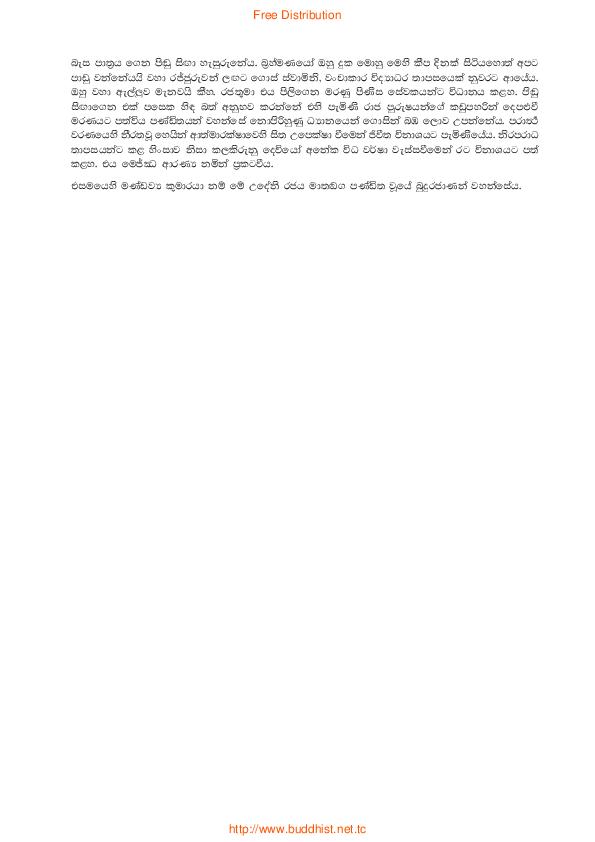 Free Distribution
බැස පාත්‍රය ගෙන පිඬු සිඟා හැසුරුනේය. බ්‍රාහ්මණයෝ ඔහු දුක මොහු මෙහි කීප දිනක් සිටියහොත් අපට
පාඩු වන්නේයයි වහා රජ්ජුරුවන් ලඟට ගොස් ස්වාමිනි, වංචාකාර විද්‍යාධර තාපසයෙක් නුවරට ආයේය.
ඔහු වහා ඇල්ලුව මැනවයි කීහ. රජතුමා එය පිලිගෙන මරණු පිණිස සේවකයන්ට විධානය කළහ. පිඬු
සිඟාගෙන එක් පසෙක හිඳ බත් අනුභව කරන්නේ එහි පැමිණි රාජ පුරුෂයන්ගේ කඩුපහරින් දෙපළුව්
මරණයට පත්විය පණ්ඩිතයන් වහන්සේ නොපිරිහුණු ධ්‍යානයෙන් ගොසින් බඹ ලොව උපන්නේය. පරාර්‍ථ
චරණයෙහි නිරතවූ හෙයින් ආත්මාරක්ෂාවෙහි සිත උපෙක්ෂා වීමෙන් ජීවිත විනාශයට පැමිණියේය. නිරපරාධ
තාපසයන්ට කළ හිංසාව නිසා කලකිරුනු දෙවියෝ අනේක විධ වර්ෂා වැස්සවීමෙන් රට විනාශයට පත්
කළහ. එය මෙජ්ඣ ආරණ්‍ය නමින් ප්‍රකටවිය.
එසමයෙහි මණ්ඩව්‍ය කුමාරයා නම් මේ උදේනි රජය මාතඞග පණ්ඩිත වූයේ බුදුරජාණන් වහන්සේය.
http://www.buddhist.net.tc